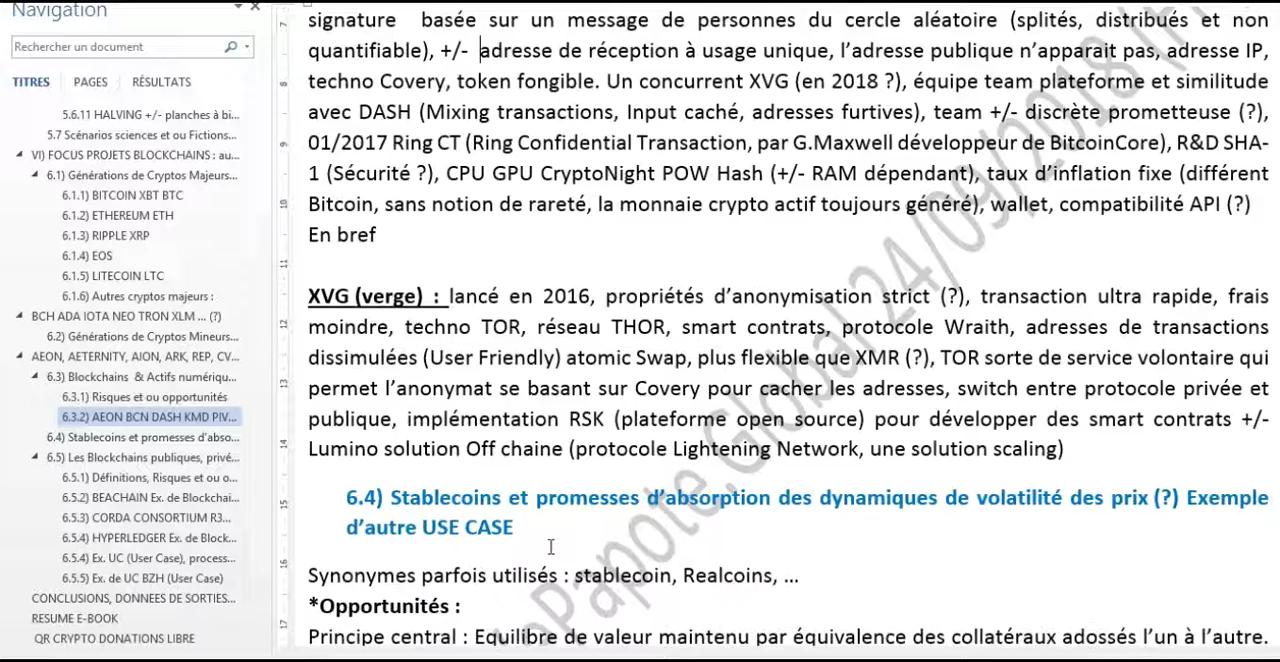 Navigation
Rechercher un document
TITRES PAGES RÉSULTATS
5.6.11 HALVING +/- planches à bi...
5.7 Scénarios sciences et ou Fictions...
VI) FOCUS PROJETS BLOCKCHAINS : au...
6.1) Générations de Cryptos Majeurs...
6.1.1) BITCOIN XBT BTC
6.1.2) ETHEREUM ETH
6.1.3) RIPPLE XRP
6.1.4) EOS
6.1.5) LITECOIN LTC
6.1.6) Autres cryptos majeurs :
BCH ADA IOTA NEO TRON XLM ... (?)
6.2) Générations de Cryptos Mineurs...
AEON, AETERNITY, AION, ARK, REP, CV...
6.3) Blockchains & Actifs numériqu...
6.3.1) Risques et ou opportunités
6.3.2) AEON BCN DASH KMD PIV...
6.4) Stablecoins et promesses d'abso...
6.5) Les Blockchains publiques, privé...
6.5.1) Définitions, Risques et ou o...
6.5.2) BEACHAIN Ex. de Blockchai...
6.5.3) CORDA CONSORTIUM R3...
6.5.4) HYPERLEDGER Ex. de Block...
6.5.4) Ex. UC (User Case), process...
6.5.5) Ex. de UC BZH (User Case)
CONCLUSIONS, DONNEES DE SORTIES...
RESUME E-BOOK
QR CRYPTO DONATIONS LIBRE
7
8
9
10
11
12
13
14
15
16
17
signature basée sur un message de personnes du cercle aléatoire (splités, distribués et non
quantifiable), +/- adresse de réception à usage unique, l'adresse publique n'apparait pas, adresse IP,
techno Covery, token fongible. Un concurrent XVG (en 2018 ?), équipe team plateforme et similitude
avec DASH (Mixing transactions, Input caché, adresses furtives), team +/- discrète prometteuse (?),
01/2017 Ring CT (Ring Confidential Transaction, par G.Maxwell développeur de BitcoinCore), R&D SHA-
1 (Sécurité ?), CPU GPU CryptoNight POW Hash (+/- RAM dépendant), taux d'inflation fixe (différent
Bitcoin, sans notion de rareté, la monnaie crypto actif toujours généré), wallet, compatibilité API (?)
En bref
XVG (verge) : lancé en 2016, propriétés d'anonymisation strict (?), transaction ultra rapide, frais
moindre, techno TOR, réseau THOR, smart contrats, protocole Wraith, adresses de transactions
dissimulées (User Friendly) atomic Swap, plus flexible que XMR (?), TOR sorte de service volontaire qui
permet l'anonymat se basant sur Covery pour cacher les adresses, switch entre protocole privée et
publique, implémentation RSK (plateforme open source) pour développer des smart contrats +/-
Lumino solution Off chaine (protocole Lightening Network, une solution scaling)
6.4) Stablecoins et promesses d'absorption des dynamiques de volatilité des prix (?) Exemple
d'autre USE CASE
Synonymes parfois utilisés : stablecoin, Realcoins, ...
*Opportunités :
Principe central : Equilibre de valeur maintenu par équivalence des collatéraux adossés l'un à l'autre.
Papote.Global 24/09/2018